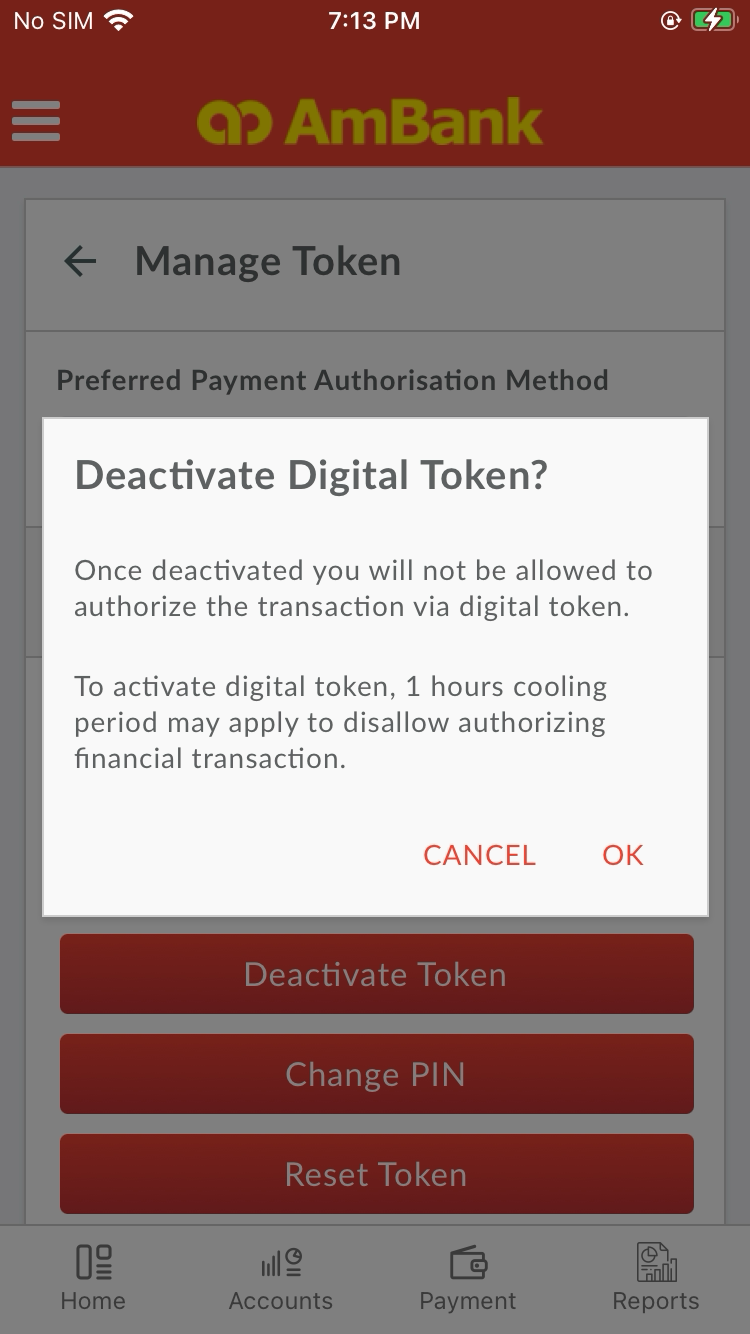 No SIM 7:13 PM
AmBank
Manage Token
Preferred Payment Authorisation Method
Deactivate Digital Token?
Once deactivated you will not be allowed to
authorize the transaction via digital token.
To activate digital token, 1 hours cooling
period may apply to disallow authorizing
financial transaction.
CANCEL OK
Deactivate Token
Change PIN
Reset Token
Home Accounts Payment Reports